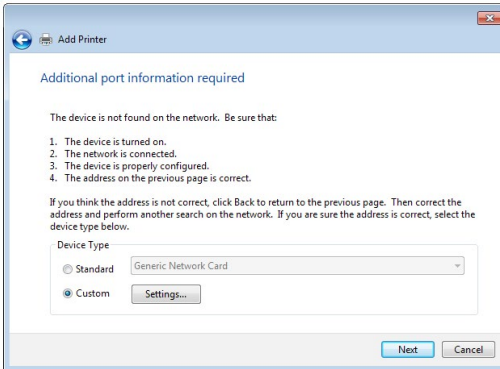 Add Printer
Additional port information required
The device is not found on the network. Be sure that:
1. The device is turned on.
2. The network is connected.
3. The device is properly configured.
4. The address on the previous page is correct.
If you think the address is not correct, click Back to return to the previous page. Then correct the
address and perform another search on the network. If you are sure the address is correct, select the
device type below.
Device Type
Standard Generic Network Card
Custom Settings...
Next Cancel